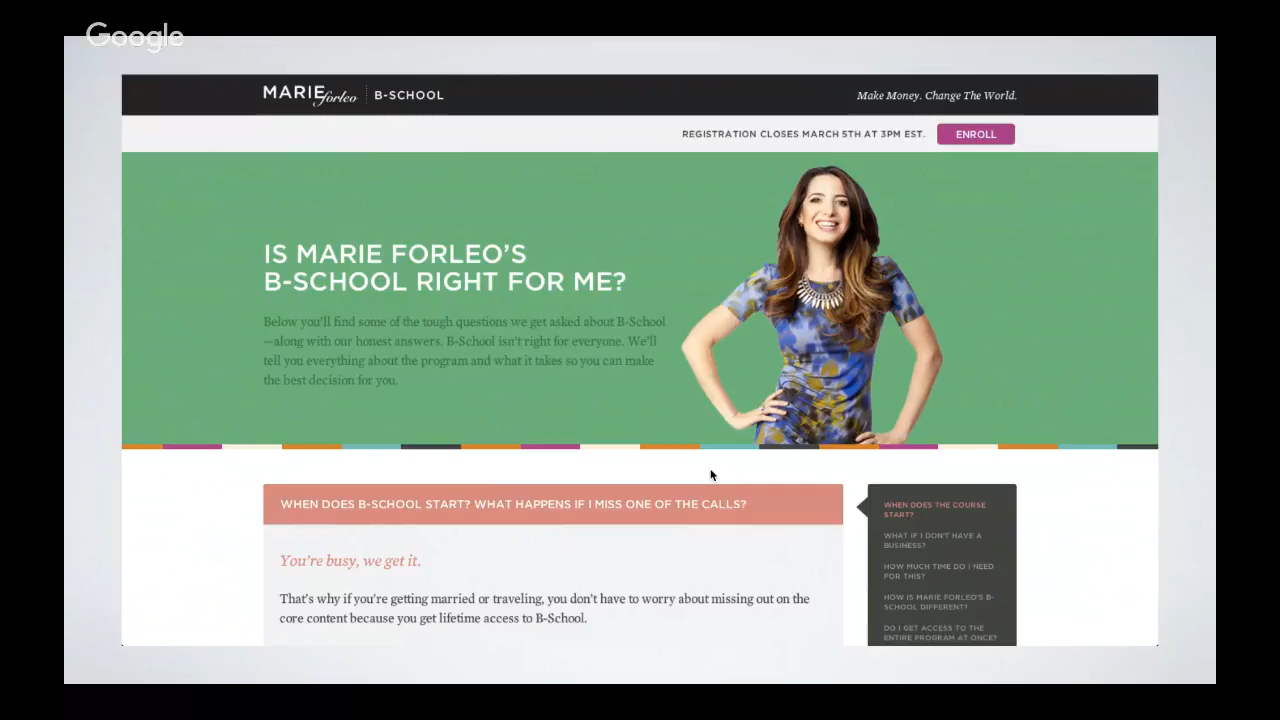 Google
MARIE forleo B-SCHOOL
Make Money. Change The World.
REGISTRATION CLOSES MARCH 5TH AT 3PM EST.
ENROLL
IS MARIE FORLEO'S
B-SCHOOL RIGHT FOR ME?
Below you'll find some of the tough questions we get asked about B-School
—along with our honest answers. B-School isn't right for everyone. We'll
tell you everything about the program and what it takes so you can make
the best decision for you.
WHEN DOES B-SCHOOL START? WHAT HAPPENS IF I MISS ONE OF THE CALLS?
You're busy, we get it.
That's why if you're getting married or traveling, you don't have to worry about missing out on the
core content because you get lifetime access to B-School.
WHEN DOES THE COURSE
START?
WHAT IF I DON'T HAVE A
BUSINESS?
HOW MUCH TIME DO I NEED
FOR THIS?
HOW IS MARIE FORLEO'S B-
SCHOOL DIFFERENT?
DO I GET ACCESS TO THE
ENTIRE PROGRAM AT ONCE?